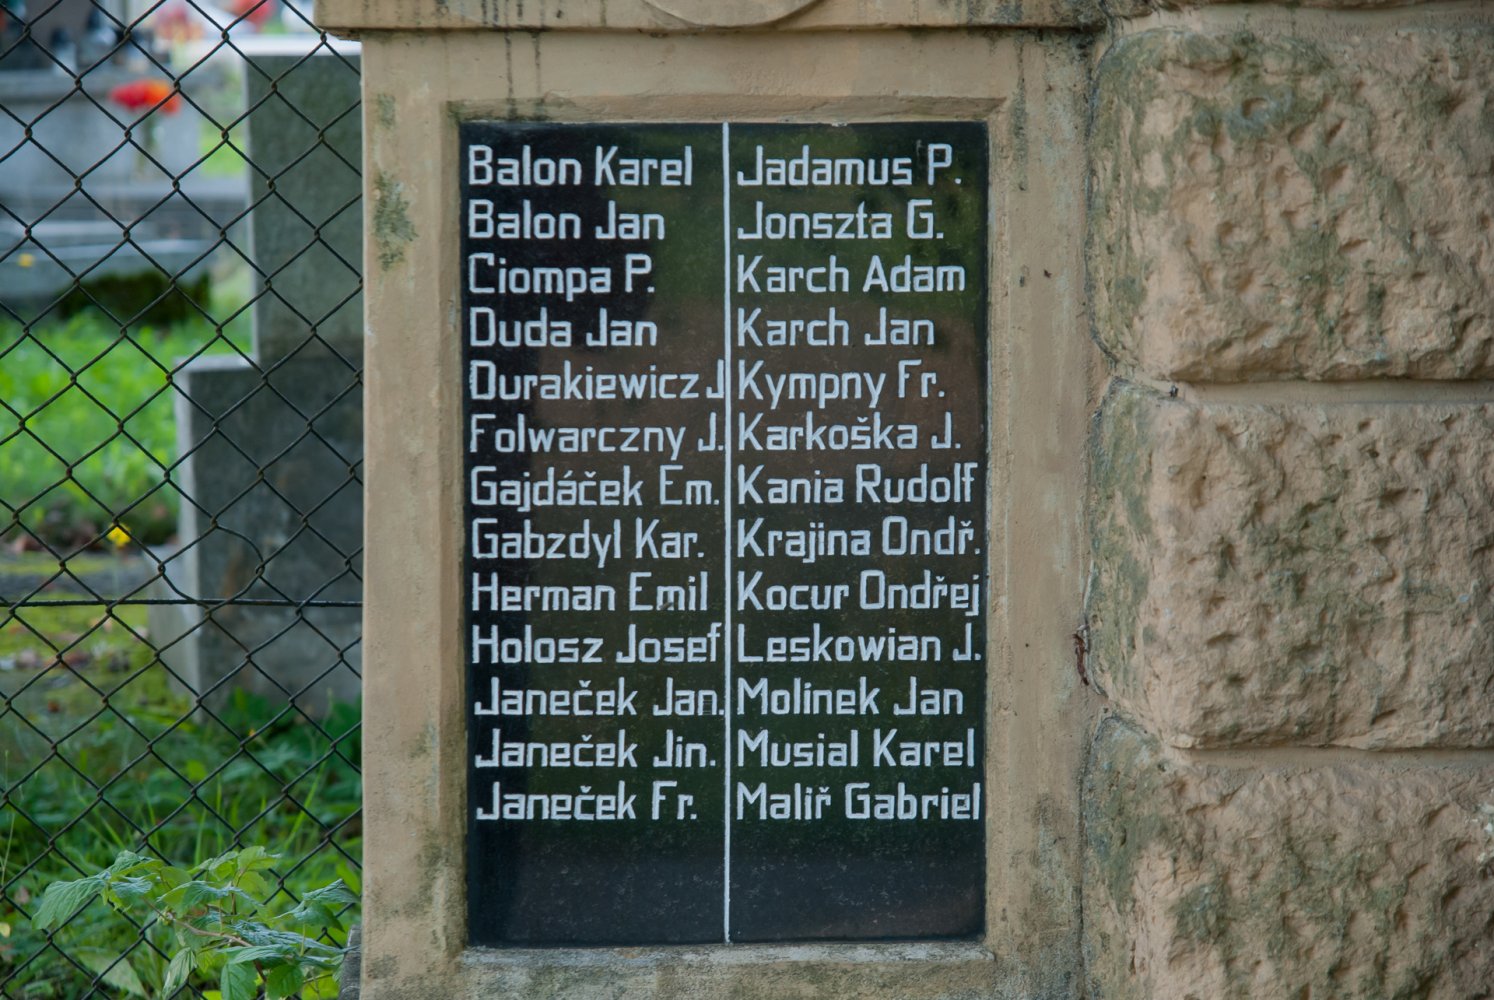 Balon Karel
Balon Jan
Ciompa P.
Duda Jan
Durakiewicz J
Folwarczny J.
Gajdáček Em.
Gabzdyl Kar.
Herman Emil
Holosz Josef
Janeček Jan.
Janeček Jin.
Janeček Fr.
Jadamus P.
Jonszta G.
Karch Adam
Karch Jan
Kympny Fr.
Karkoška J.
Kania Rudolf
Krajina Ondř.
Kocur Ondřej
Leskowian J.
Molinek Jan
Musial Karel
Maliř Gabriel